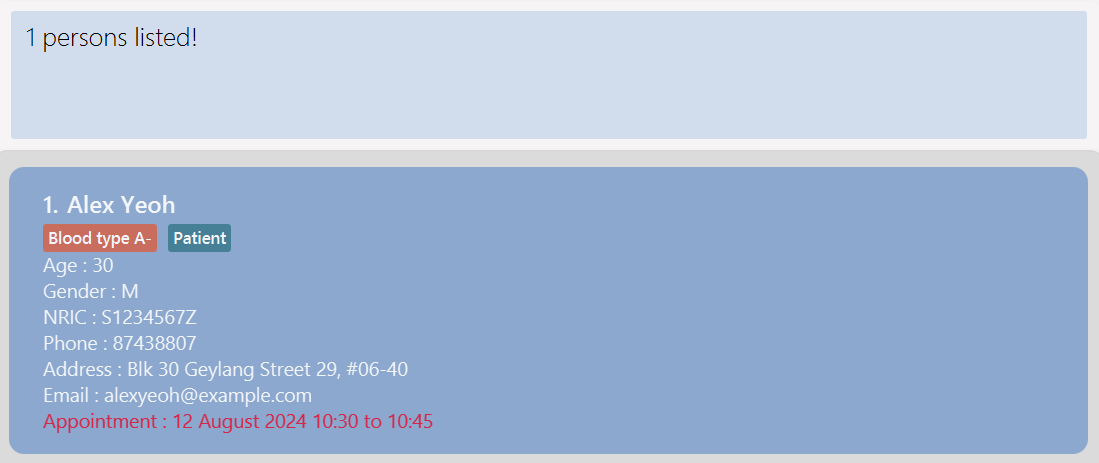 1 persons listed!
1. Alex Yeoh
Blood type A- Patient
Age : 30
Gender : M
NRIC : S1234567Z
Phone : 87438807
Address : Blk 30 Geylang Street 29, #06-40
Email : alexyeoh@example.com
Appointment : 12 August 2024 10:30 to 10:45